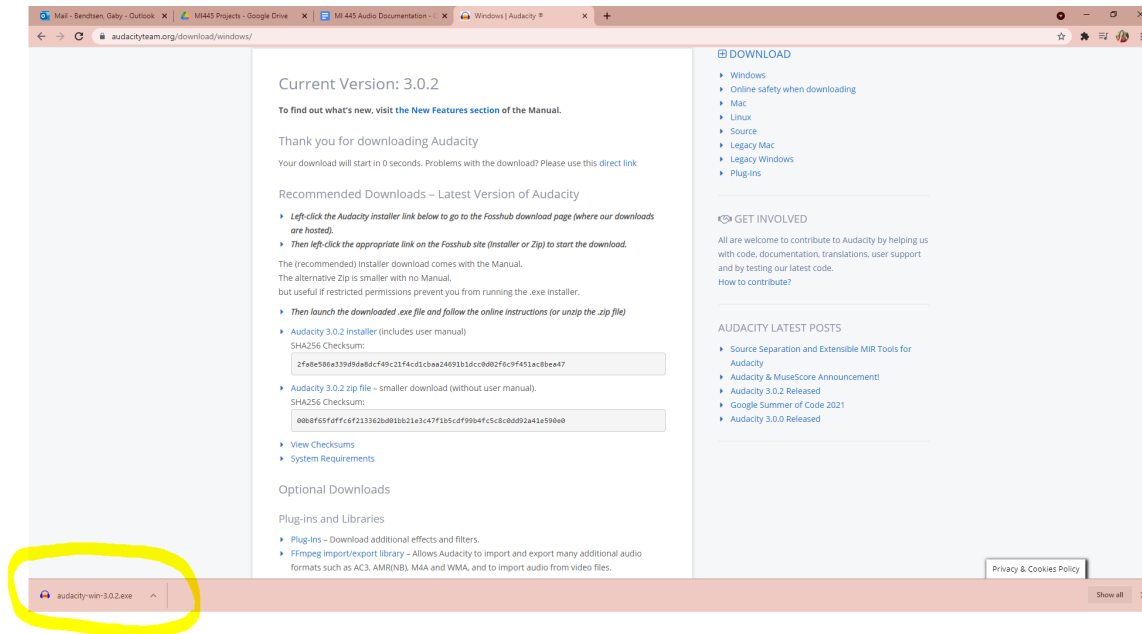 Mail - Bendtsen, Gaby - Outlook
MI445 Projects - Google Drive
MI 445 Audio Documentation -
Windows | Audacity ®
audacityteam.org/download/windows/
Current Version: 3.0.2
To find out what's new, visit the New Features section of the Manual.
Thank you for downloading Audacity
Your download will start in 0 seconds. Problems with the download? Please use this direct link
Recommended Downloads – Latest Version of Audacity
Left-click the Audacity installer link below to go to the Fosshub download page (where our downloads
are hosted).
Then left-click the appropriate link on the Fosshub site (Installer or Zip) to start the download.
The (recommended) Installer download comes with the Manual.
The alternative Zip is smaller with no Manual,
but useful if restricted permissions prevent you from running the .exe installer.
Then launch the downloaded .exe file and follow the online instructions (or unzip the .zip file)
Audacity 3.0.2 installer (includes user manual)
SHA256 Checksum:
2fa8e586a339d9da8dcf49c21f4cd1cbaa24691b1dcc0d02f6c9f451ac8bea47
Audacity 3.0.2 zip file – smaller download (without user manual).
SHA256 Checksum:
00b8f65fdffc6f213362bd01bb21e3c47f1b5cdf99b4fc5c8c0dd92a41e590e0
View Checksums
System Requirements
Optional Downloads
Plug-ins and Libraries
Plug-Ins – Download additional effects and filters.
FFmpeg import/export library – Allows Audacity to import and export many additional audio
formats such as AC3, AMR(NB), M4A and WMA, and to import audio from video files.
DOWNLOAD
Windows
Online safety when downloading
Mac
Linux
Source
Legacy Mac
Legacy Windows
Plug-Ins
GET INVOLVED
All are welcome to contribute to Audacity by helping us
with code, documentation, translations, user support
and by testing our latest code.
How to contribute?
AUDACITY LATEST POSTS
Source Separation and Extensible MIR Tools for
Audacity
Audacity & MuseScore Announcement!
Audacity 3.0.2 Released
Google Summer of Code 2021
Audacity 3.0.0 Released
Privacy & Cookies Policy
audacity-win-3.0.2.exe
Show all